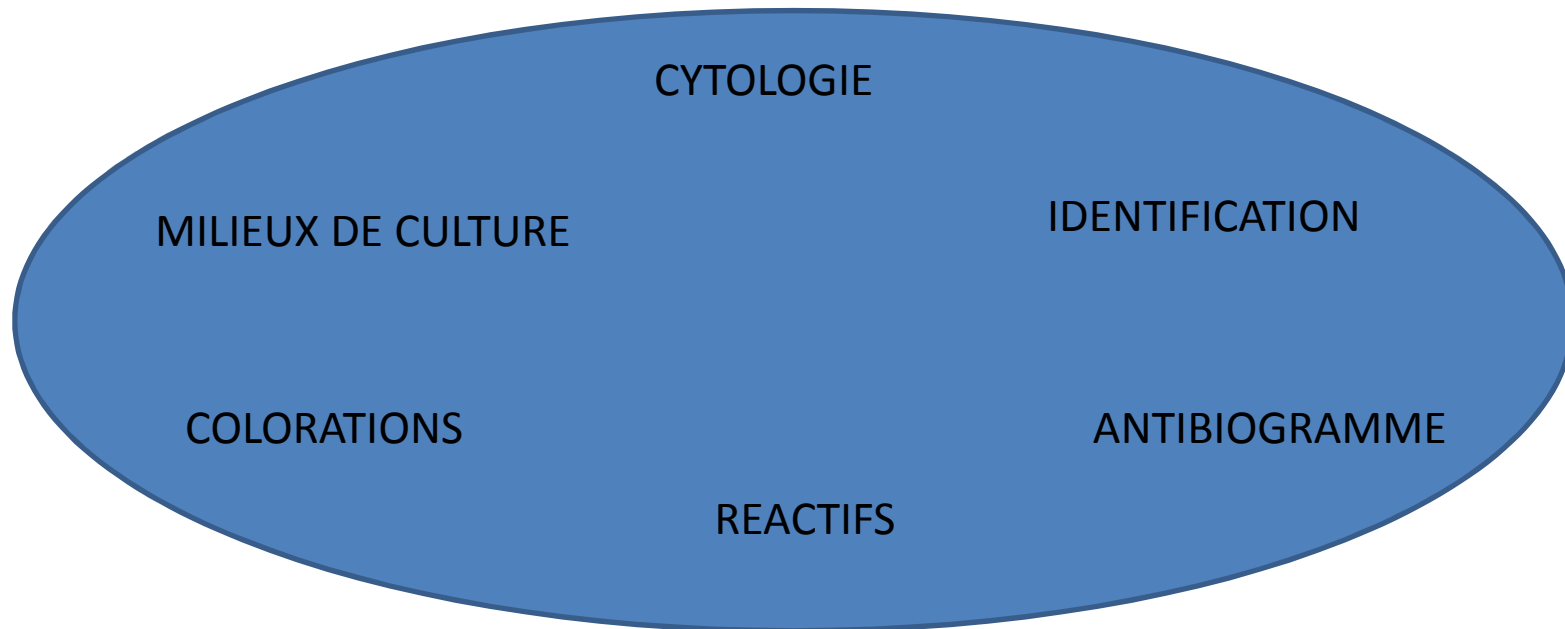 CYTOLOGIE
MILIEUX DE CULTURE
IDENTIFICATION
COLORATIONS
ANTIBIOGRAMME
REACTIFS